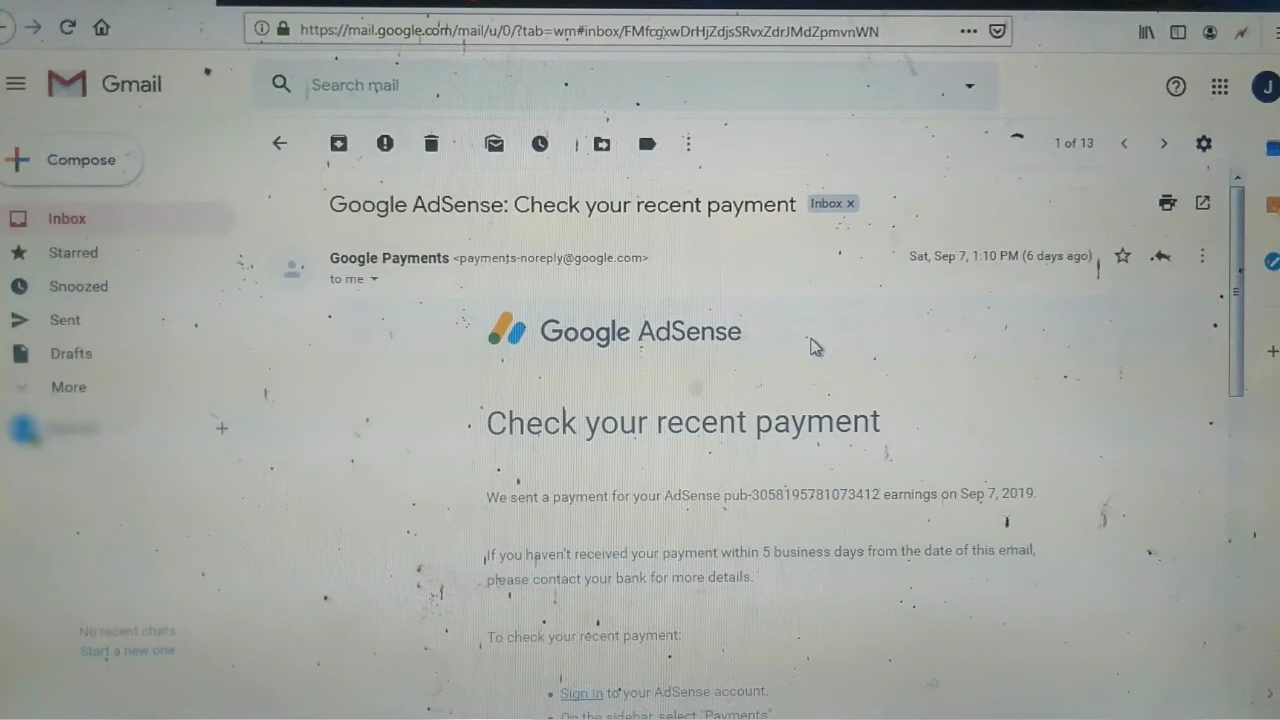 https://mail.google.com/mail/u/0/?tab=wm#inbox/FMfcgxwDrHjZdjsSRvxZdrJMdZpmvnWN
Gmail
Search mail
J
Compose
1 of 13
Google AdSense: Check your recent payment
Inbox x
Inbox
Starred
Snoozed
Sent
Drafts
More
Google Payments <payments-noreply@google.com>
Sat, Sep 7, 1:10 PM (6 days ago)
to me
Google AdSense
Check your recent payment
We sent a payment for your AdSense pub-3058195781073412 earnings on Sep 7, 2019.
If you haven't received your payment within 5 business days from the date of this email,
please contact your bank for more details.
To check your recent payment:
• Sign in to your AdSense account.
• On the sidebar, select "Payments".
No recent chats
Start a new one